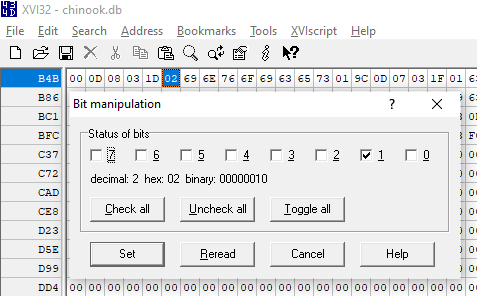 XVI32 - chinook.db
File Edit Search Address Bookmarks Tools XVIscript Help
B4B 00 0D 08 03 1D 02 69 6E 76 6F 69 63 65 73 01 9C 0D 07 03 1F 01
B86
Bit manipulation ?
BC1
Status of bits
BFC
7 6 5 4 3 2 1 0
C37
decimal: 2 hex: 02 binary: 00000010
C72
CAD
Check all Uncheck all Toggle all
CE8
D23
Set Reread Cancel Help
D5E
D99
DD4 00 00 00 00 00 00 00 00 00 00 00 00 00 00 00 00 00 00 00 00 00